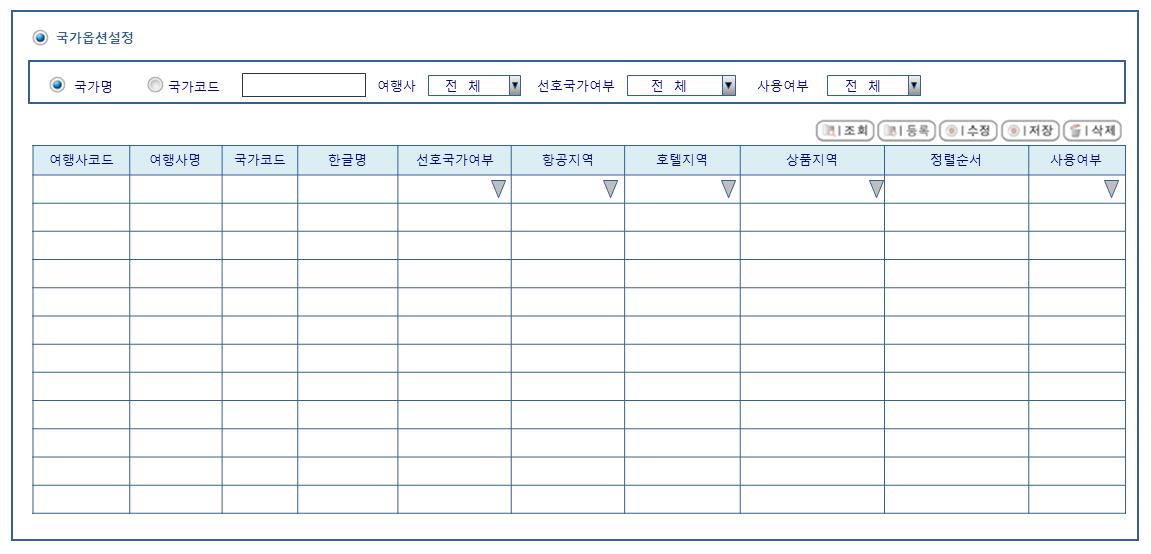 국가옵션설정
국가명 국가코드 여행사 전 체 선호국가여부 전 체 사용여부 전 체
조회 등록 수정 저장 삭제
여행사코드 여행사명 국가코드 한글명 선호국가여부 항공지역 호텔지역 상품지역 정렬순서 사용여부